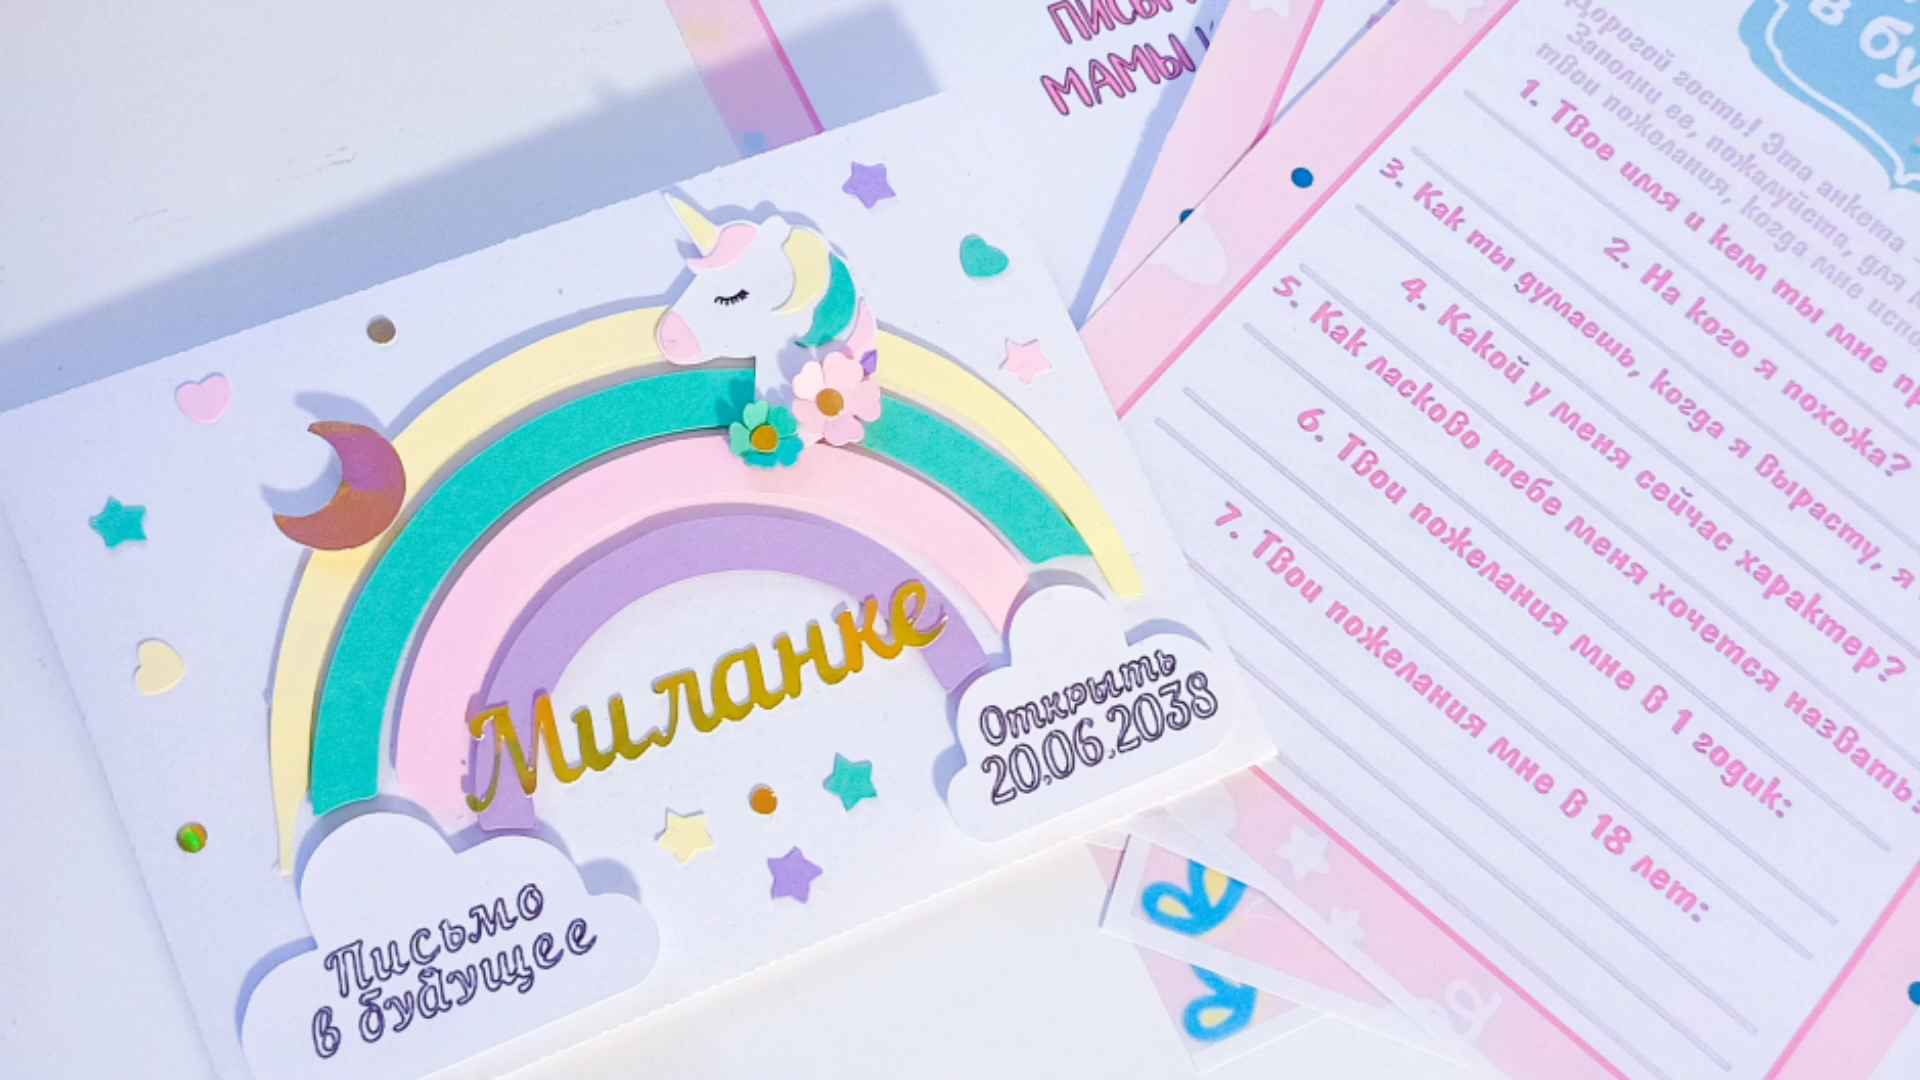 Миланке
Открыть
20.06.2038
Письмо
в будущее
МАМЫ
в бу
Дорогой гость! Эта анкета
Заполни ее, пожалуйста, для
твои пожелания, когда мне
1. Твое имя и кем ты мне
2. На кого я похожа?
3. Как ты думаешь, когда я вырасту, я
4. Какой у меня сейчас характер?
5. Как ласково тебе меня хочется назвать?
6. Твои пожелания мне в 1 годик:
7. Твои пожелания мне в 18 лет: